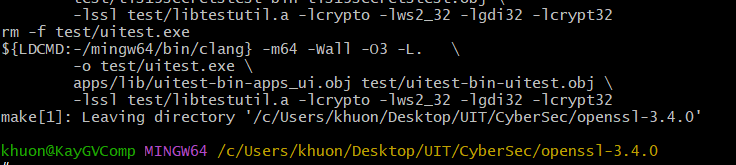 -lssl test/libtestutil.a -lcrypto -lws2_32 -lgdi32 -lcrypt32
rm -f test/uitest.exe
${LDCMD:-/mingw64/bin/clang} -m64 -Wall -O3 -L. \
-o test/uitest.exe \
apps/lib/uitest-bin-apps_ui.obj test/uitest-bin-uitest.obj \
-lssl test/libtestutil.a -lcrypto -lws2_32 -lgdi32 -lcrypt32
make[1]: Leaving directory '/c/Users/khuon/Desktop/UIT/CyberSec/openssl-3.4.0'
khuon@KayGVComp MINGW64 /c/Users/khuon/Desktop/UIT/CyberSec/openssl-3.4.0